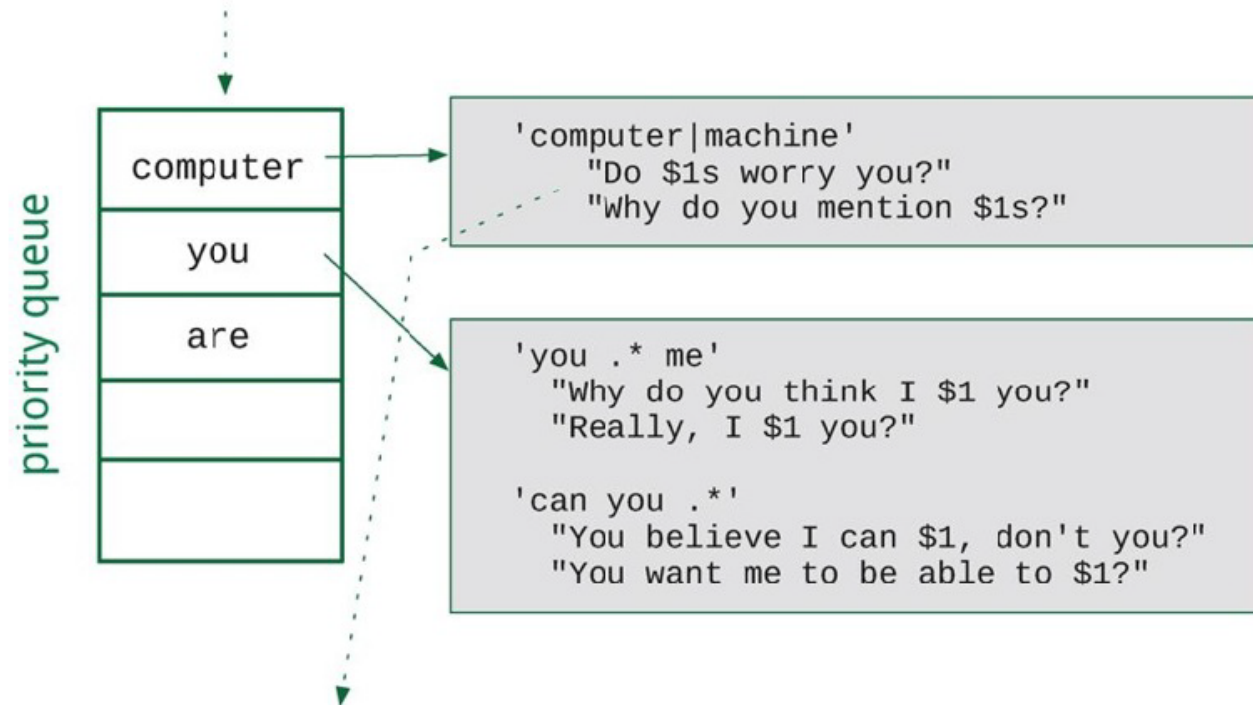 priority queue
computer
you
are
'computer|machine'
"Do $1s worry you?"
"Why do you mention $1s?"
'you .* me'
"Why do you think I $1 you?"
"Really, I $1 you?"
'can you .*'
"You believe I can $1, don't you?"
"You want me to be able to $1?"